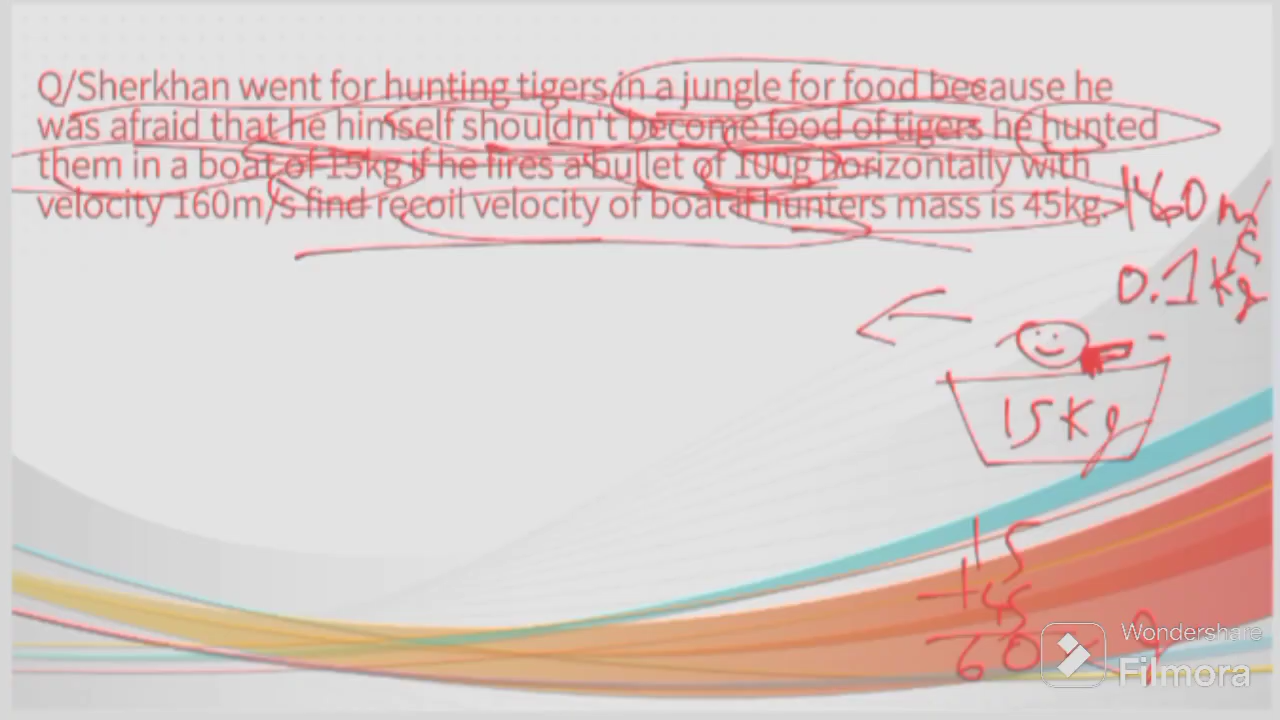 Q/Sherkhan went for hunting tigers in a jungle for food because he
was afraid that he himself shouldn't become food of tigers he hunted
them in a boat of 15kg if he fires a bullet of 100g horizontally with
velocity 160m/s find recoil velocity of boat if hunters mass is 45kg.
160 m/s
0.1 kg
15 Kg
15
+45
60 kg
Wondershare
Filmora